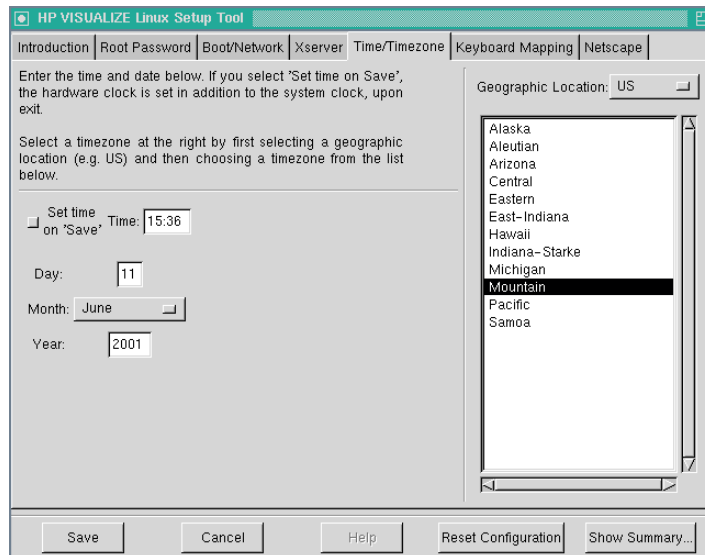 HP VISUALIZE Linux Setup Tool
Introduction Root Password Boot/Network Xserver Time/Timezone Keyboard Mapping Netscape
Enter the time and date below. If you select 'Set time on Save',
the hardware clock is set in addition to the system clock, upon
exit.
Select a timezone at the right by first selecting a geographic
location (e.g. US) and then choosing a timezone from the list
below.
Set time
on 'Save'
Time: 15:36
Day: 11
Month: June
Year: 2001
Geographic Location: US
Alaska
Aleutian
Arizona
Central
Eastern
East-Indiana
Hawaii
Indiana-Starke
Michigan
Mountain
Pacific
Samoa
Save Cancel Help Reset Configuration Show Summary...